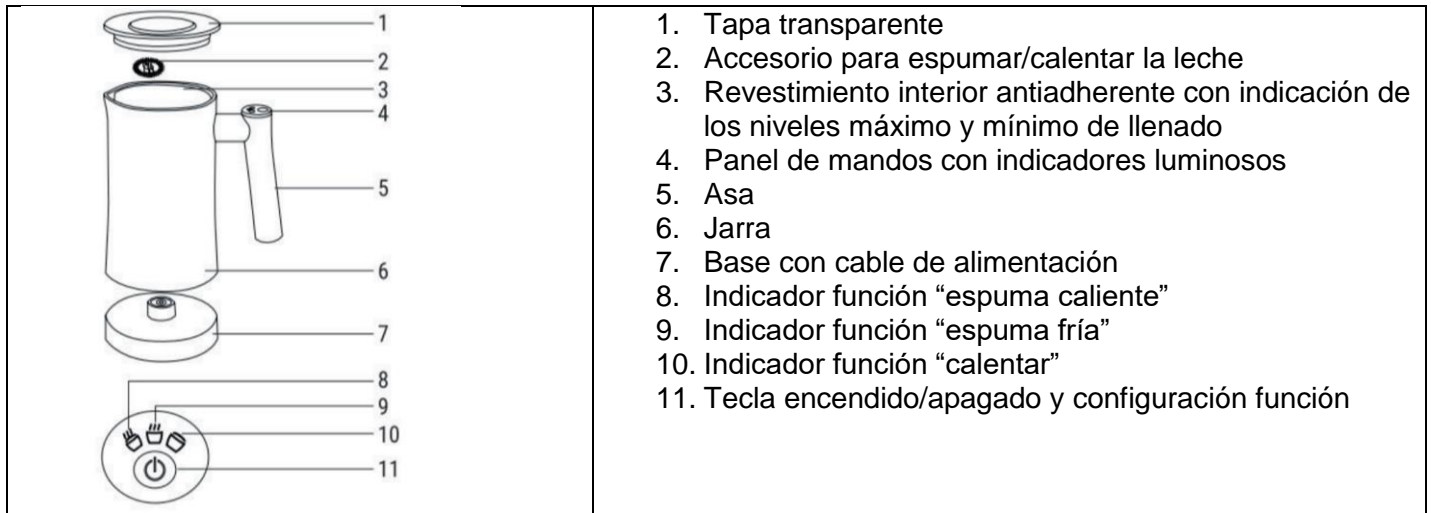 1
2
3
4
5
6
7
8
9
10
11
1. Tapa transparente
2. Accesorio para espumar/calentar la leche
3. Revestimiento interior antiadherente con indicación de
los niveles máximo y mínimo de llenado
4. Panel de mandos con indicadores luminosos
5. Asa
6. Jarra
7. Base con cable de alimentación
8. Indicador función “espuma caliente”
9. Indicador función “espuma fría”
10. Indicador función “calentar”
11. Tecla encendido/apagado y configuración función